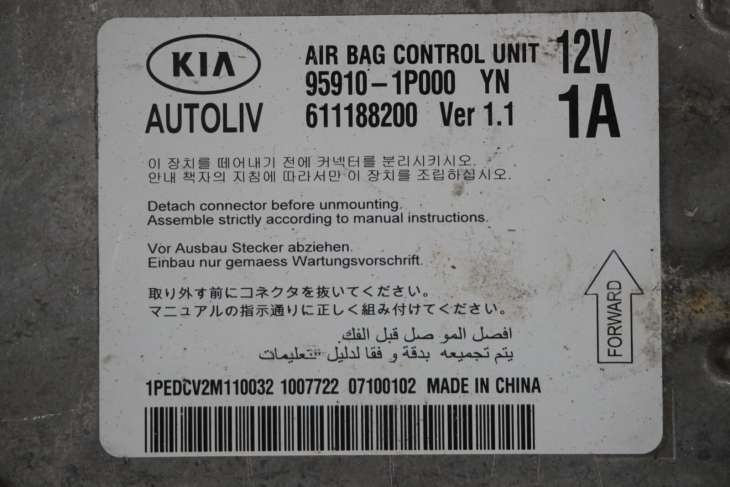 KIA
AIR BAG CONTROL UNIT
95910-1P000 YN
12V
AUTOLIV
611188200 Ver 1.1
1A
이 장치를 떼어내기 전에 커넥터를 분리시키시오.
안내 책자의 지침에 따라서만 이 장치를 조립하십시오.
Detach connector before unmounting.
Assemble strictly according to manual instructions.
Vor Ausbau Stecker abziehen.
Einbau nur gemaess Wartungsvorschrift.
取り外す前にコネクタを抜いてください。
マニュアルの指示通りに正しく組み付けてください。
افصل الموصل قبل الفك.
يتم تجميعه بدقة و فقا لدليل التعليمات.
FORWARD
1PEDCV2M110032 1007722 07100102 MADE IN CHINA